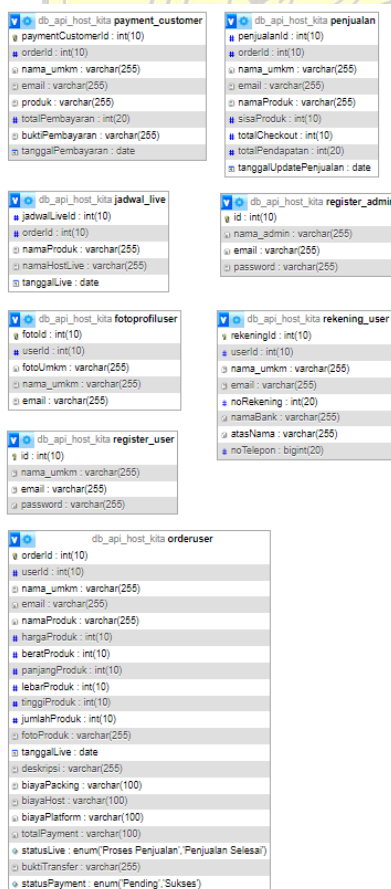 db_api_host_kita payment_customer
paymentCustomerId : int(10)
orderId : int(10)
nama_umkm : varchar(255)
email : varchar(255)
produk : varchar(255)
totalPembayaran : int(20)
buktiPembayaran : varchar(255)
tanggalPembayaran : date
db_api_host_kita penjualan
penjualanId : int(10)
orderId : int(10)
nama_umkm : varchar(255)
email : varchar(255)
namaProduk : varchar(255)
sisaProduk : int(10)
totalCheckout : int(10)
totalPendapatan : int(20)
tanggalUpdatePenjualan : date
db_api_host_kita jadwal_live
jadwalLiveId : int(10)
orderId : int(10)
namaProduk : varchar(255)
namaHostLive : varchar(255)
tanggalLive : date
db_api_host_kita register_admin
id : int(10)
nama_admin : varchar(255)
email : varchar(255)
password : varchar(255)
db_api_host_kita fotoprofiluser
fotoId : int(10)
userId : int(10)
fotoUmkm : varchar(255)
nama_umkm : varchar(255)
email : varchar(255)
db_api_host_kita rekening_user
rekeningId : int(10)
userId : int(10)
nama_umkm : varchar(255)
email : varchar(255)
noRekening : int(20)
namaBank : varchar(255)
atasNama : varchar(255)
noTelepon : bigint(20)
db_api_host_kita register_user
id : int(10)
nama_umkm : varchar(255)
email : varchar(255)
password : varchar(255)
db_api_host_kita orderuser
orderId : int(10)
userId : int(10)
nama_umkm : varchar(255)
email : varchar(255)
namaProduk : varchar(255)
hargaProduk : int(10)
beratProduk : int(10)
panjangProduk : int(10)
lebarProduk : int(10)
tinggiProduk : int(10)
jumlahProduk : int(10)
fotoProduk : varchar(255)
tanggalLive : date
deskripsi : varchar(255)
biayaPacking : varchar(100)
biayaHost : varchar(100)
biayaPlatform : varchar(100)
totalPayment : varchar(100)
statusLive : enum('Proses Penjualan','Penjualan Selesai')
buktiTransfer : varchar(255)
statusPayment : enum('Pending','Sukses')